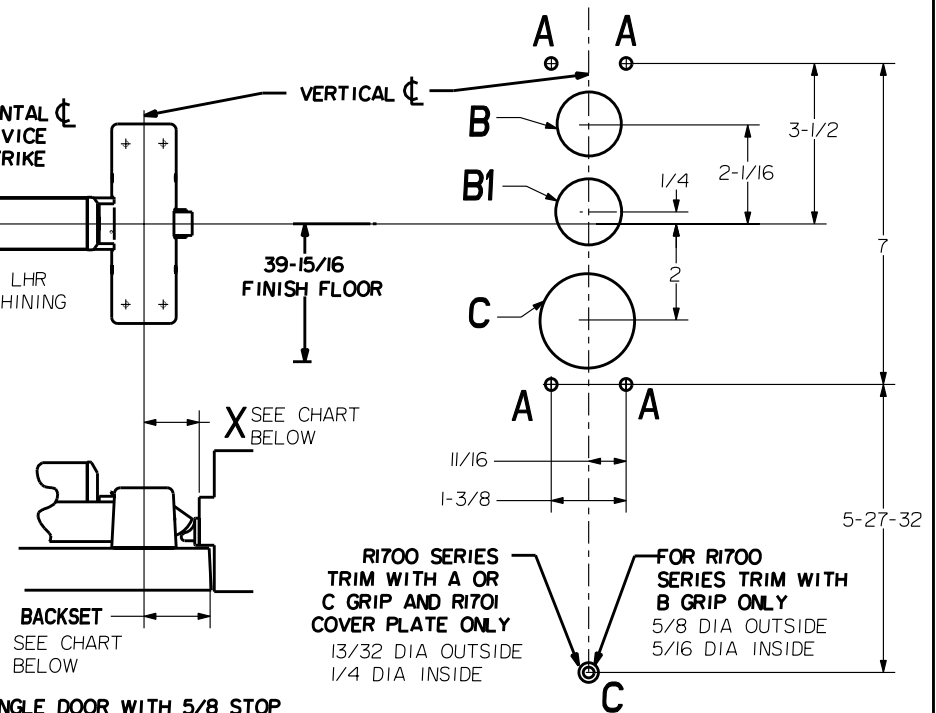 A A
VERTICAL ℄
NTAL ℄
VICE
TRIKE
B
3-1/2
2-1/16
B1
1/4
7
39-15/16
FINISH FLOOR
2
LHR
HINING
C
A A
X SEE CHART
BELOW
11/16
1-3/8
5-27-32
R1700 SERIES
TRIM WITH A OR
C GRIP AND R1701
COVER PLATE ONLY
13/32 DIA OUTSIDE
1/4 DIA INSIDE
FOR R1700
SERIES TRIM WITH
B GRIP ONLY
5/8 DIA OUTSIDE
5/16 DIA INSIDE
BACKSET
SEE CHART
BELOW
C
NGLE DOOR WITH 5/8 STOP